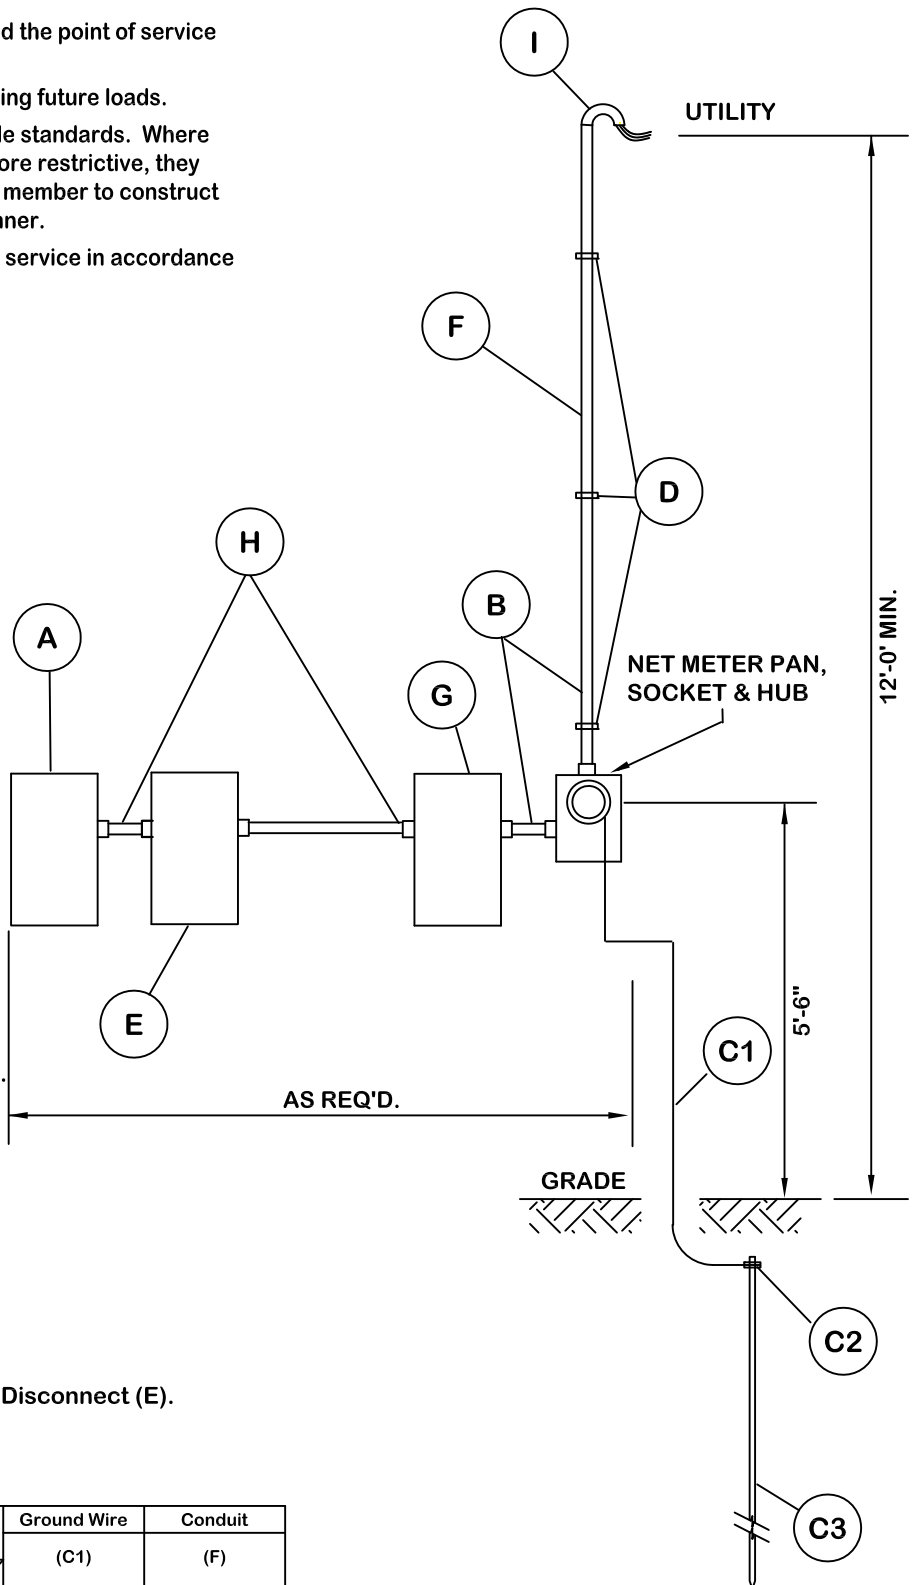 d the point of service
ing future loads.
le standards. Where
ore restrictive, they
member to construct
nner.
service in accordance
I
UTILITY
F
D
H
B
A
G
NET METER PAN,
SOCKET & HUB
12'-0' MIN.
E
5'-6"
C1
AS REQ'D.
GRADE
C2
Disconnect (E).
C3
Ground Wire Conduit
(C1) (F)